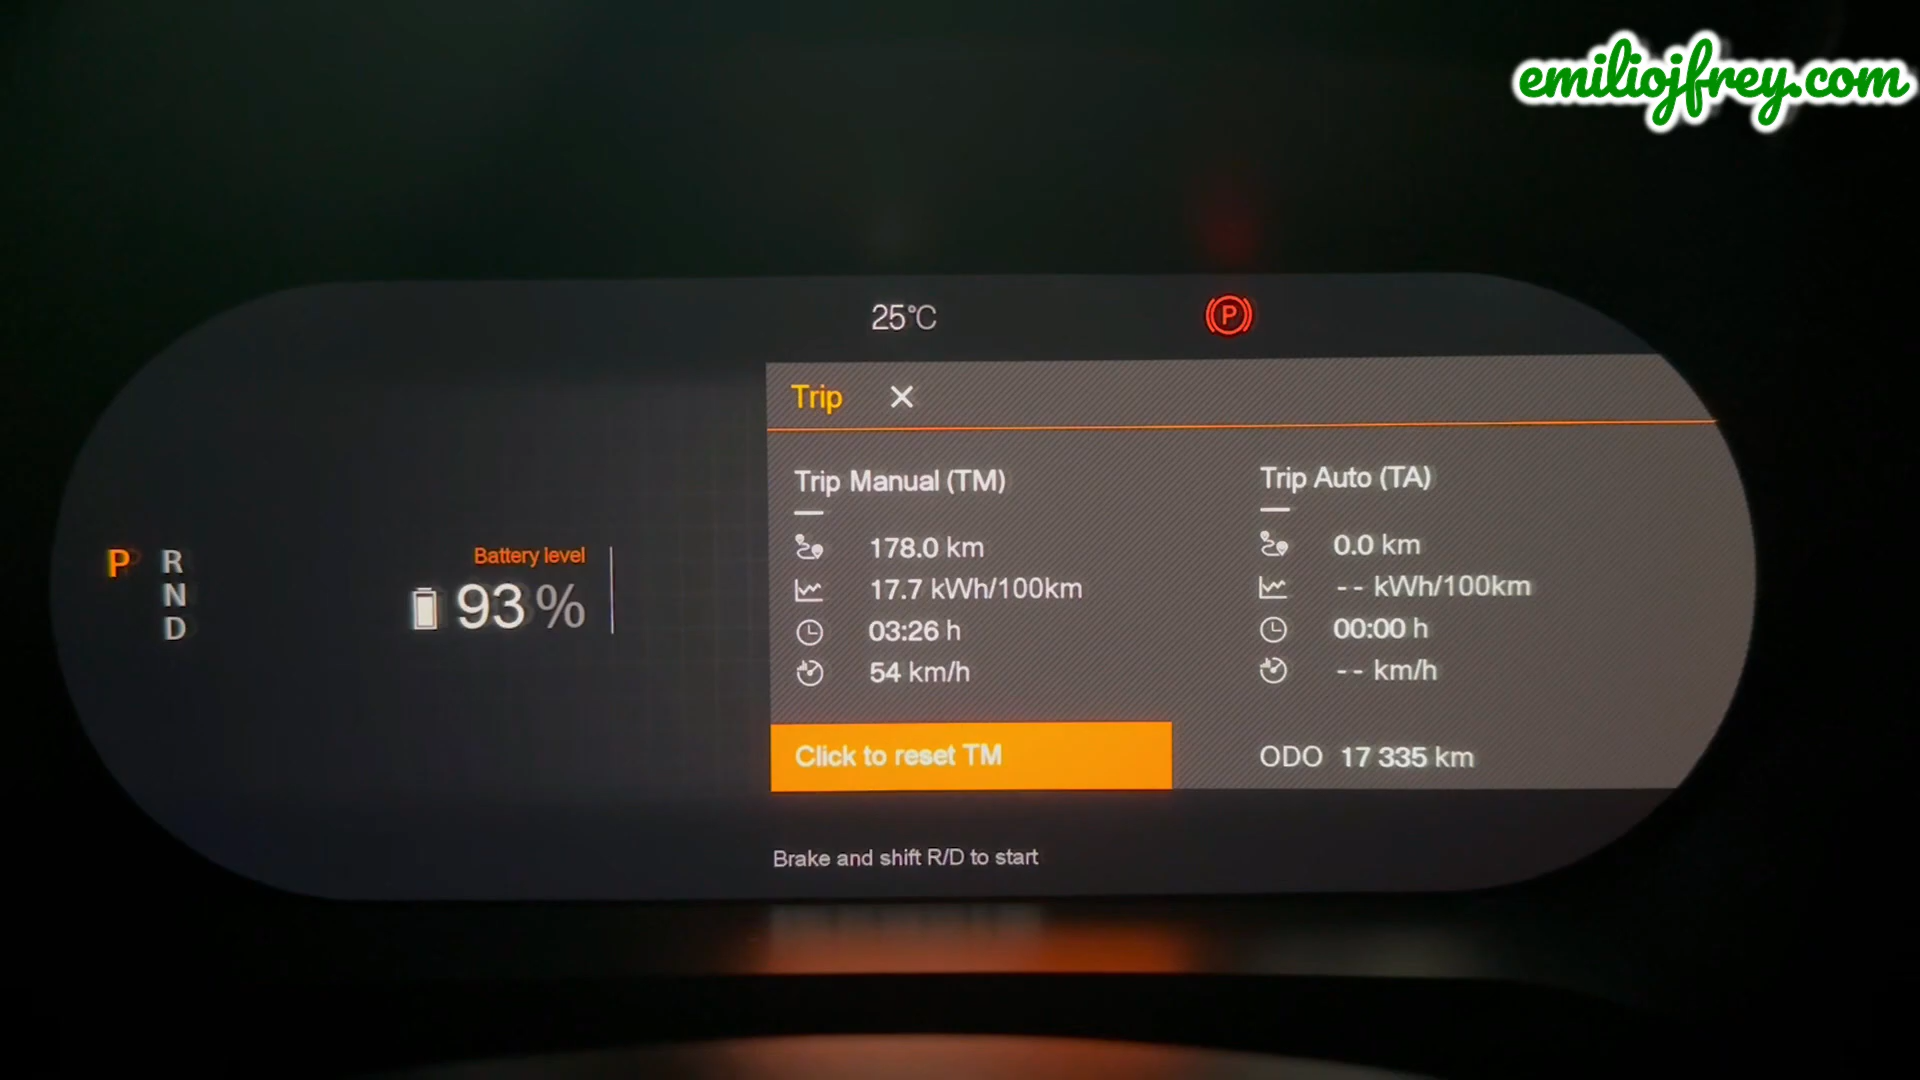 emiliojfrey.com
25°C
P
Trip
Trip Manual (TM)
178.0 km
17.7 kWh/100km
03:26 h
54 km/h
Click to reset TM
Trip Auto (TA)
0.0 km
-- kWh/100km
00:00 h
-- km/h
ODO 17 335 km
P R
N
D
Battery level
93%
Brake and shift R/D to start